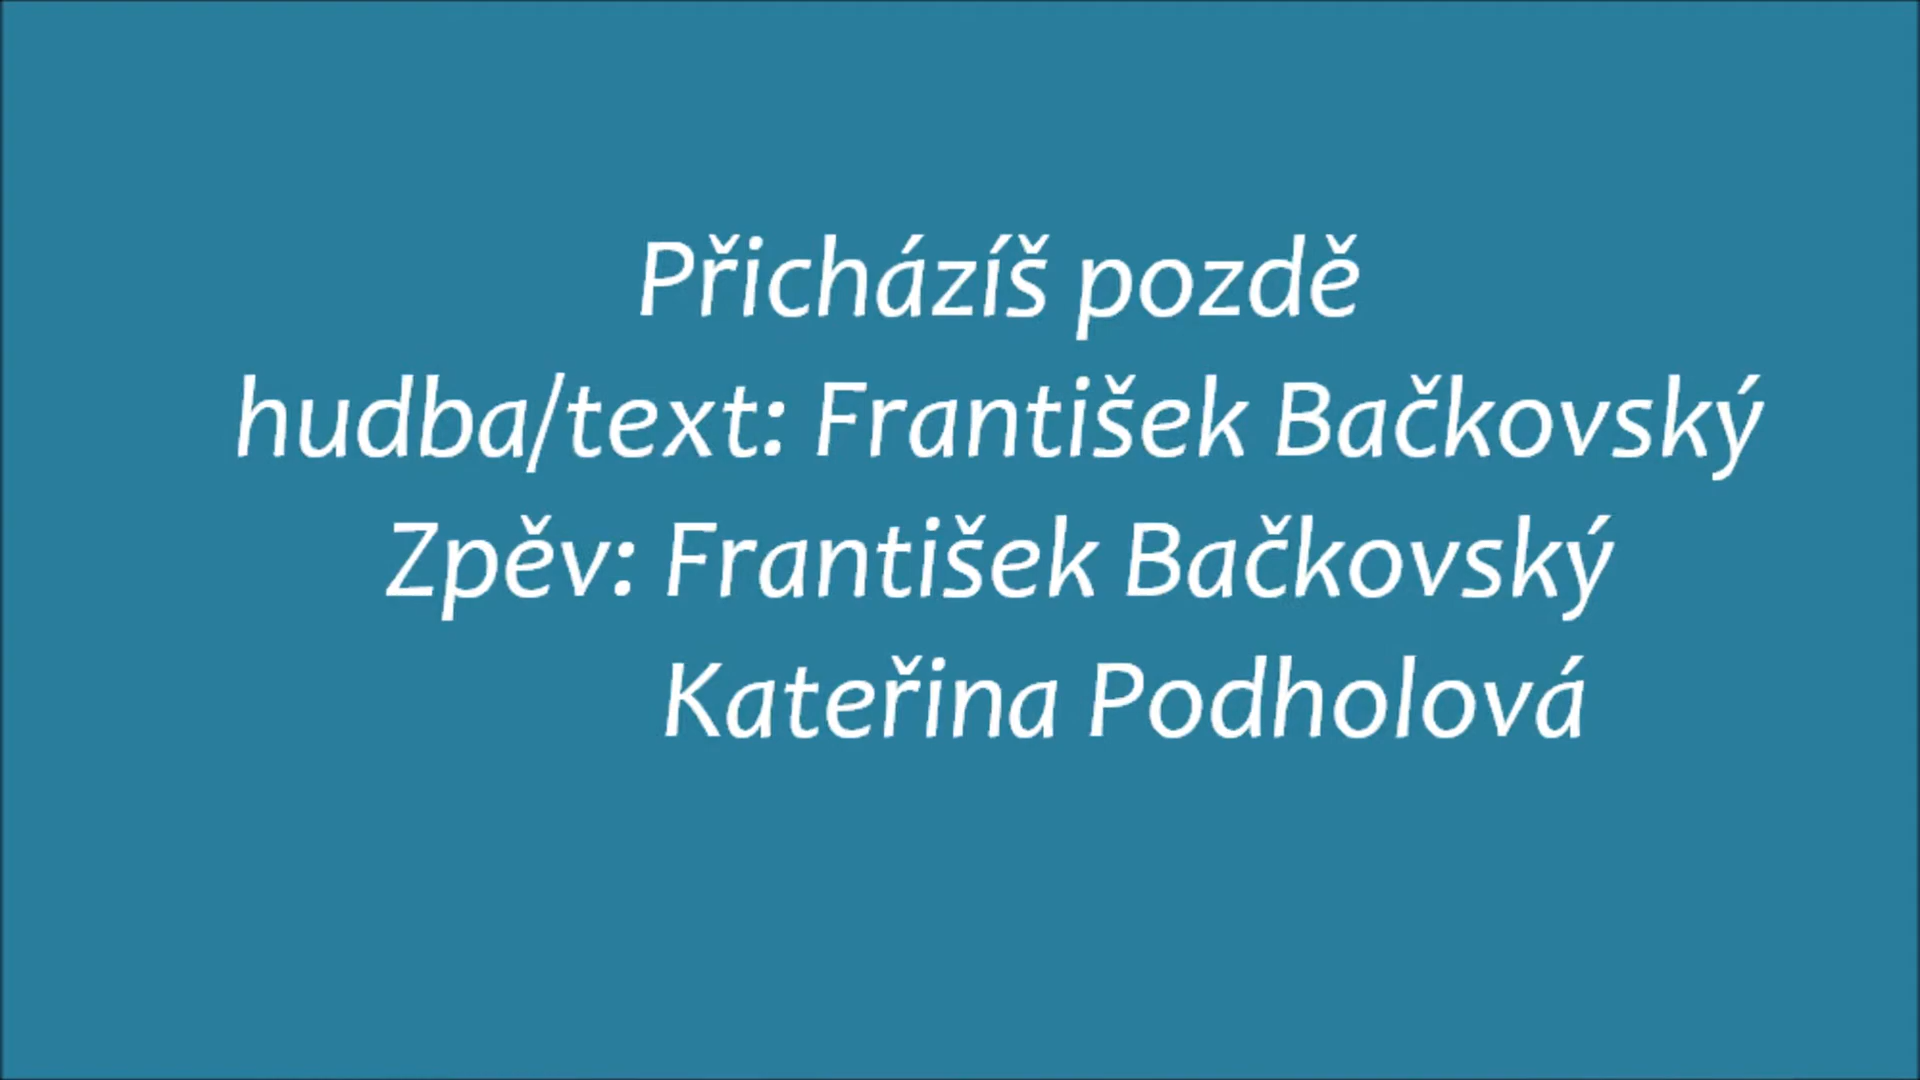 Přicházíš pozdě
hudba/text: František Bačkovský
Zpěv: František Bačkovský
Kateřina Podholová